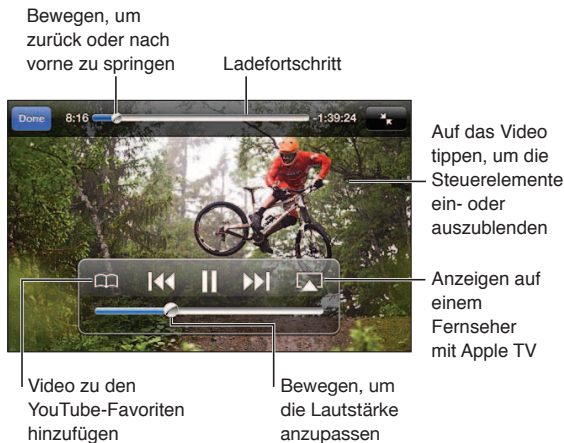 Bewegen, um
zurück oder nach
vorne zu springen
Ladefortschritt
Done
8:16
-1:39:24
Auf das Video
tippen, um die
Steuerelemente
ein- oder
auszublenden
Anzeigen auf
einem
Fernseher
mit Apple TV
Video zu den
YouTube-Favoriten
hinzufügen
Bewegen, um
die Lautstärke
anzupassen